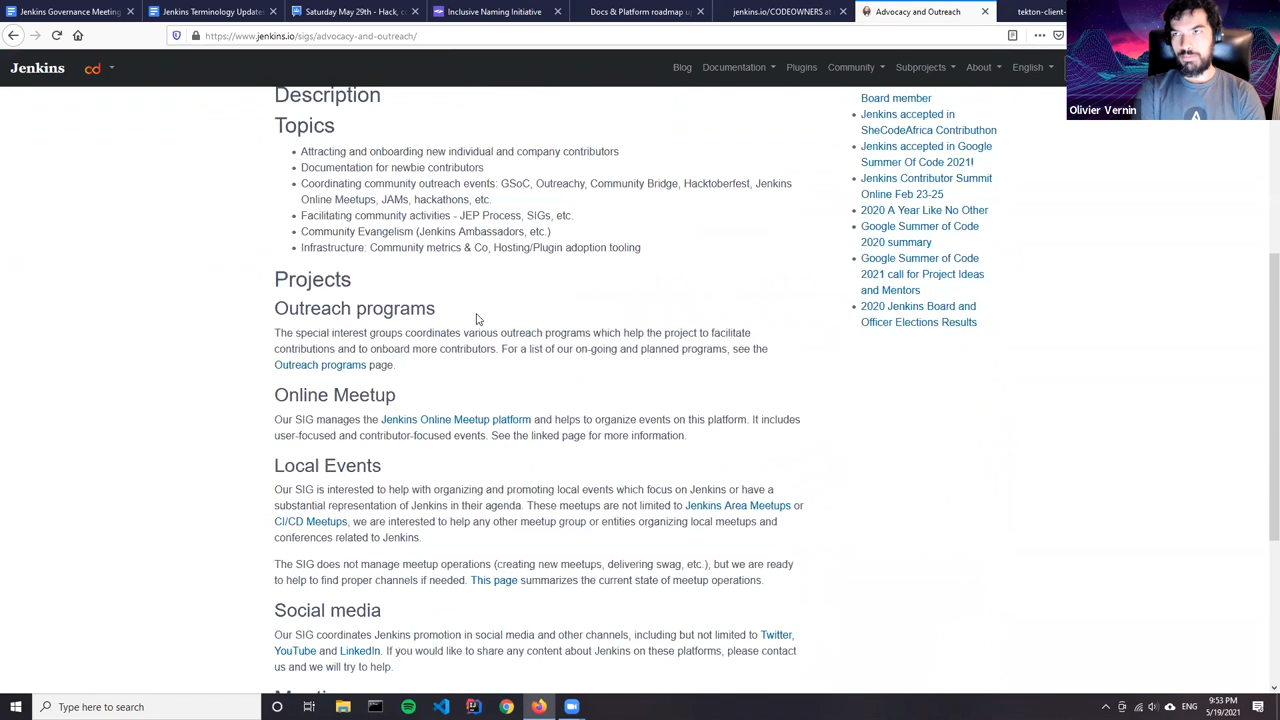 Jenkins Governance Meeting
Jenkins Terminology Updates
Saturday May 29th - Hack, co
Inclusive Naming Initiative
Docs & Platform roadmap u
jenkins.io/CODEOWNERS at
Advocacy and Outreach
tekton-client
https://www.jenkins.io/sigs/advocacy-and-outreach/
Jenkins
cd
Blog
Documentation
Plugins
Community
Subprojects
About
English
Olivier Vernin
Description
Topics
Attracting and onboarding new individual and company contributors
Documentation for newbie contributors
Coordinating community outreach events: GSoC, Outreachy, Community Bridge, Hacktoberfest, Jenkins
Online Meetups, JAMs, hackathons, etc.
Facilitating community activities - JEP Process, SIGs, etc.
Community Evangelism (Jenkins Ambassadors, etc.)
Infrastructure: Community metrics & Co, Hosting/Plugin adoption tooling
Projects
Outreach programs
The special interest groups coordinates various outreach programs which help the project to facilitate
contributions and to onboard more contributors. For a list of our on-going and planned programs, see the
Outreach programs page.
Online Meetup
Our SIG manages the Jenkins Online Meetup platform and helps to organize events on this platform. It includes
user-focused and contributor-focused events. See the linked page for more information.
Local Events
Our SIG is interested to help with organizing and promoting local events which focus on Jenkins or have a
substantial representation of Jenkins in their agenda. These meetups are not limited to Jenkins Area Meetups or
CI/CD Meetups, we are interested to help any other meetup group or entities organizing local meetups and
conferences related to Jenkins.
The SIG does not manage meetup operations (creating new meetups, delivering swag, etc.), but we are ready
to help to find proper channels if needed. This page summarizes the current state of meetup operations.
Social media
Our SIG coordinates Jenkins promotion in social media and other channels, including but not limited to Twitter,
YouTube and LinkedIn. If you would like to share any content about Jenkins on these platforms, please contact
us and we will try to help.
Board member
Jenkins accepted in
SheCodeAfrica Contributhon
Jenkins accepted in Google
Summer Of Code 2021!
Jenkins Contributor Summit
Online Feb 23-25
2020 A Year Like No Other
Google Summer of Code
2020 summary
Google Summer of Code
2021 call for Project Ideas
and Mentors
2020 Jenkins Board and
Officer Elections Results
Type here to search
9:53 PM
5/19/2021